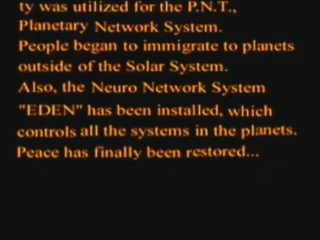 ty was utilized for the P.N.T.,
Planetary Network System.
People began to immigrate to planets
outside of the Solar System.
Also, the Neuro Network System
"EDEN" has been installed, which
controls all the systems in the planets.
Peace has finally been restored...